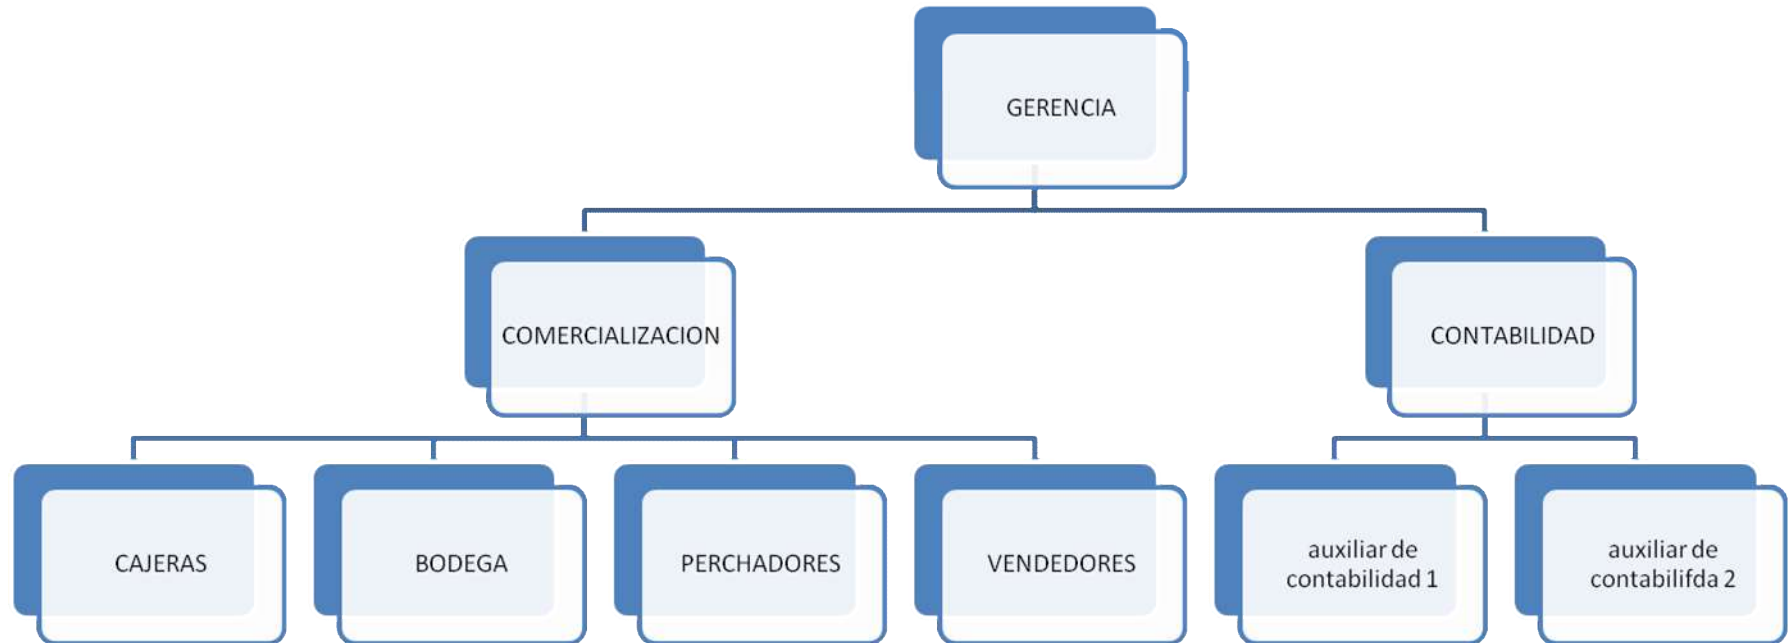 GERENCIA
COMERCIALIZACION
CONTABILIDAD
CAJERAS
BODEGA
PERCHADORES
VENDEDORES
auxiliar de
contabilidad 1
auxiliar de
contabilifda 2